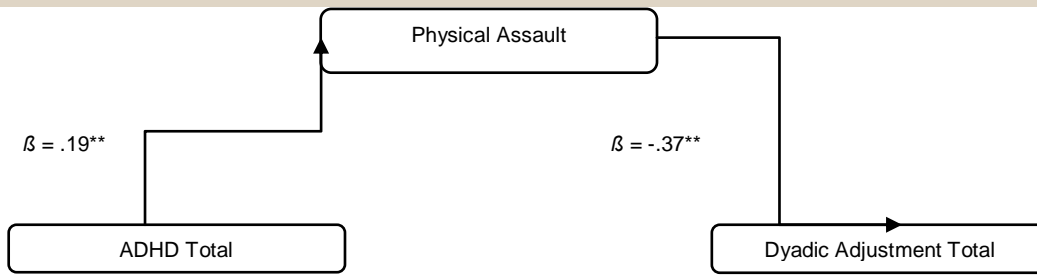 Physical Assault
ß = .19**
ß = -.37**
ADHD Total
Dyadic Adjustment Total